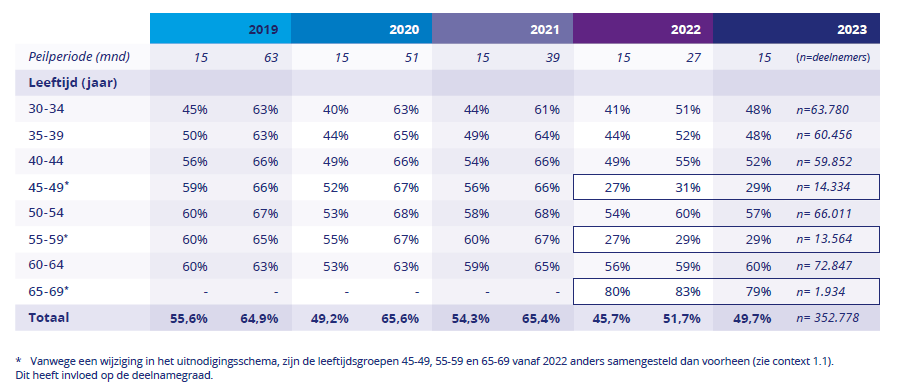 2019 2020 2021 2022 2023
Peilperiode (mnd) 15 63 15 51 15 39 15 27 15 (n=deelnemers)
Leeftijd (jaar)
30-34 45% 63% 40% 63% 44% 61% 41% 51% 48% n=63.780
35-39 50% 63% 44% 65% 49% 64% 44% 52% 48% n= 60.456
40-44 56% 66% 49% 66% 54% 66% 49% 55% 52% n= 59.852
45-49* 59% 66% 52% 67% 56% 66% 27% 31% 29% n= 14.334
50-54 60% 67% 53% 68% 58% 68% 54% 60% 57% n= 66.011
55-59* 60% 65% 55% 67% 60% 67% 27% 29% 29% n= 13.564
60-64 60% 63% 53% 63% 59% 65% 56% 59% 60% n= 72.847
65-69* - - - - - - 80% 83% 79% n= 1.934
Totaal 55,6% 64,9% 49,2% 65,6% 54,3% 65,4% 45,7% 51,7% 49,7% n= 352.778
* Vanwege een wijziging in het uitnodigingsschema, zijn de leeftijdsgroepen 45-49, 55-59 en 65-69 vanaf 2022 anders samengesteld dan voorheen (zie context 1.1).
Dit heeft invloed op de deelnamegraad.